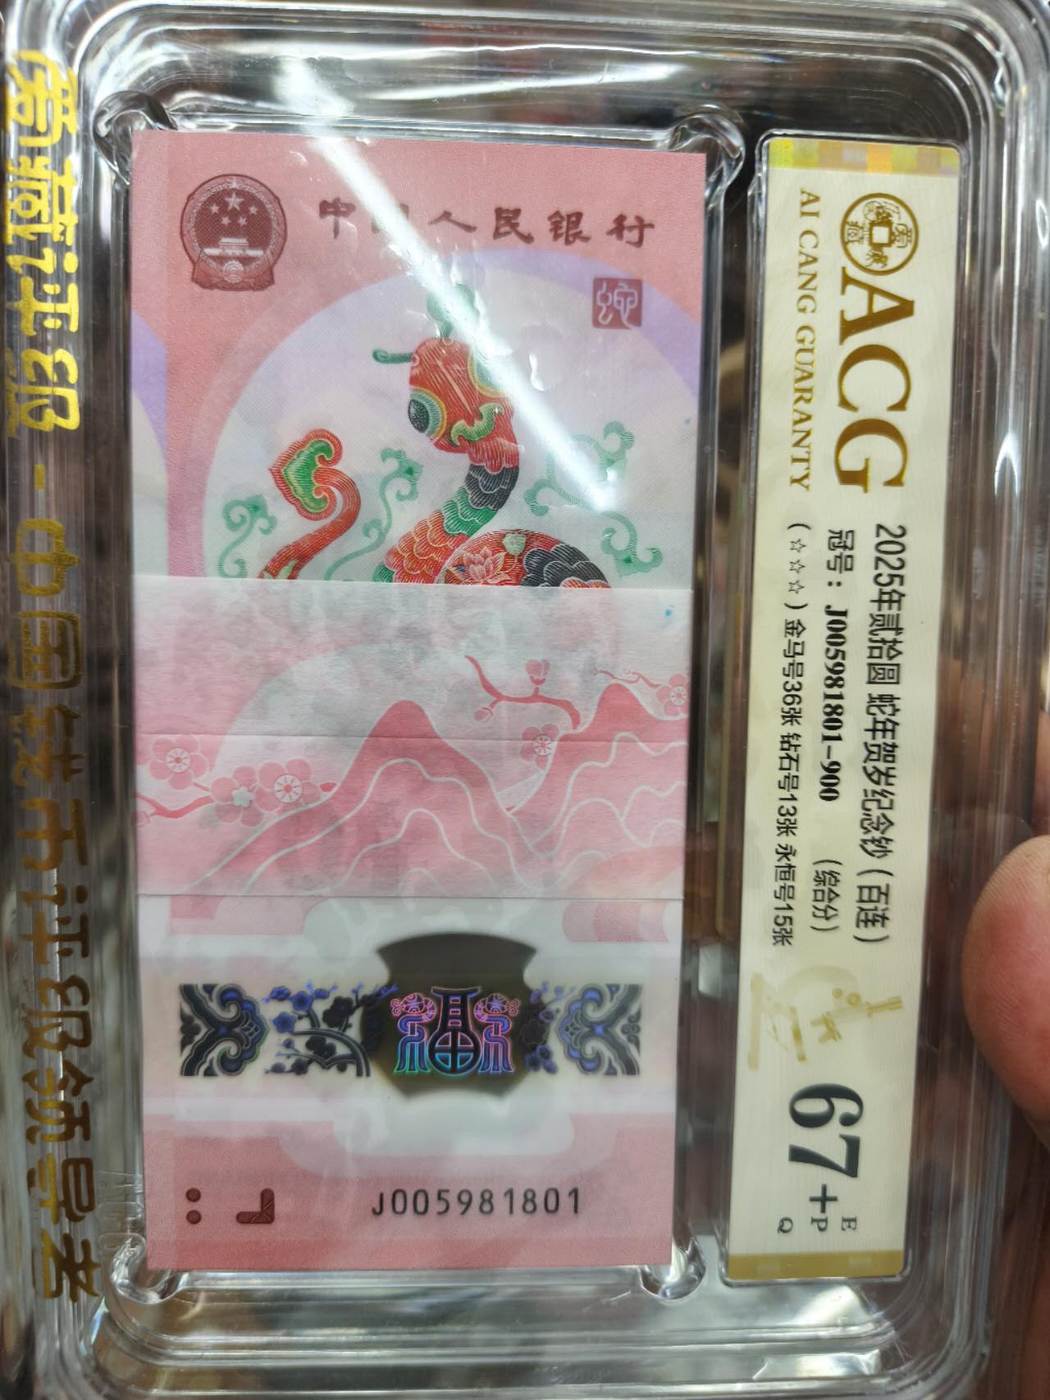 爱藏评级 - 中国钱币评级领导者
中国人民银行
蛇
J005981801
ACG
AI CANG GUARANTY
2025年贰拾圆 蛇年贺岁纪念钞（百连）
冠号：J005981801-900 （综合分）
（☆☆☆）金马号36张 钻石号13张 永恒号15张
67+
E
P
Q